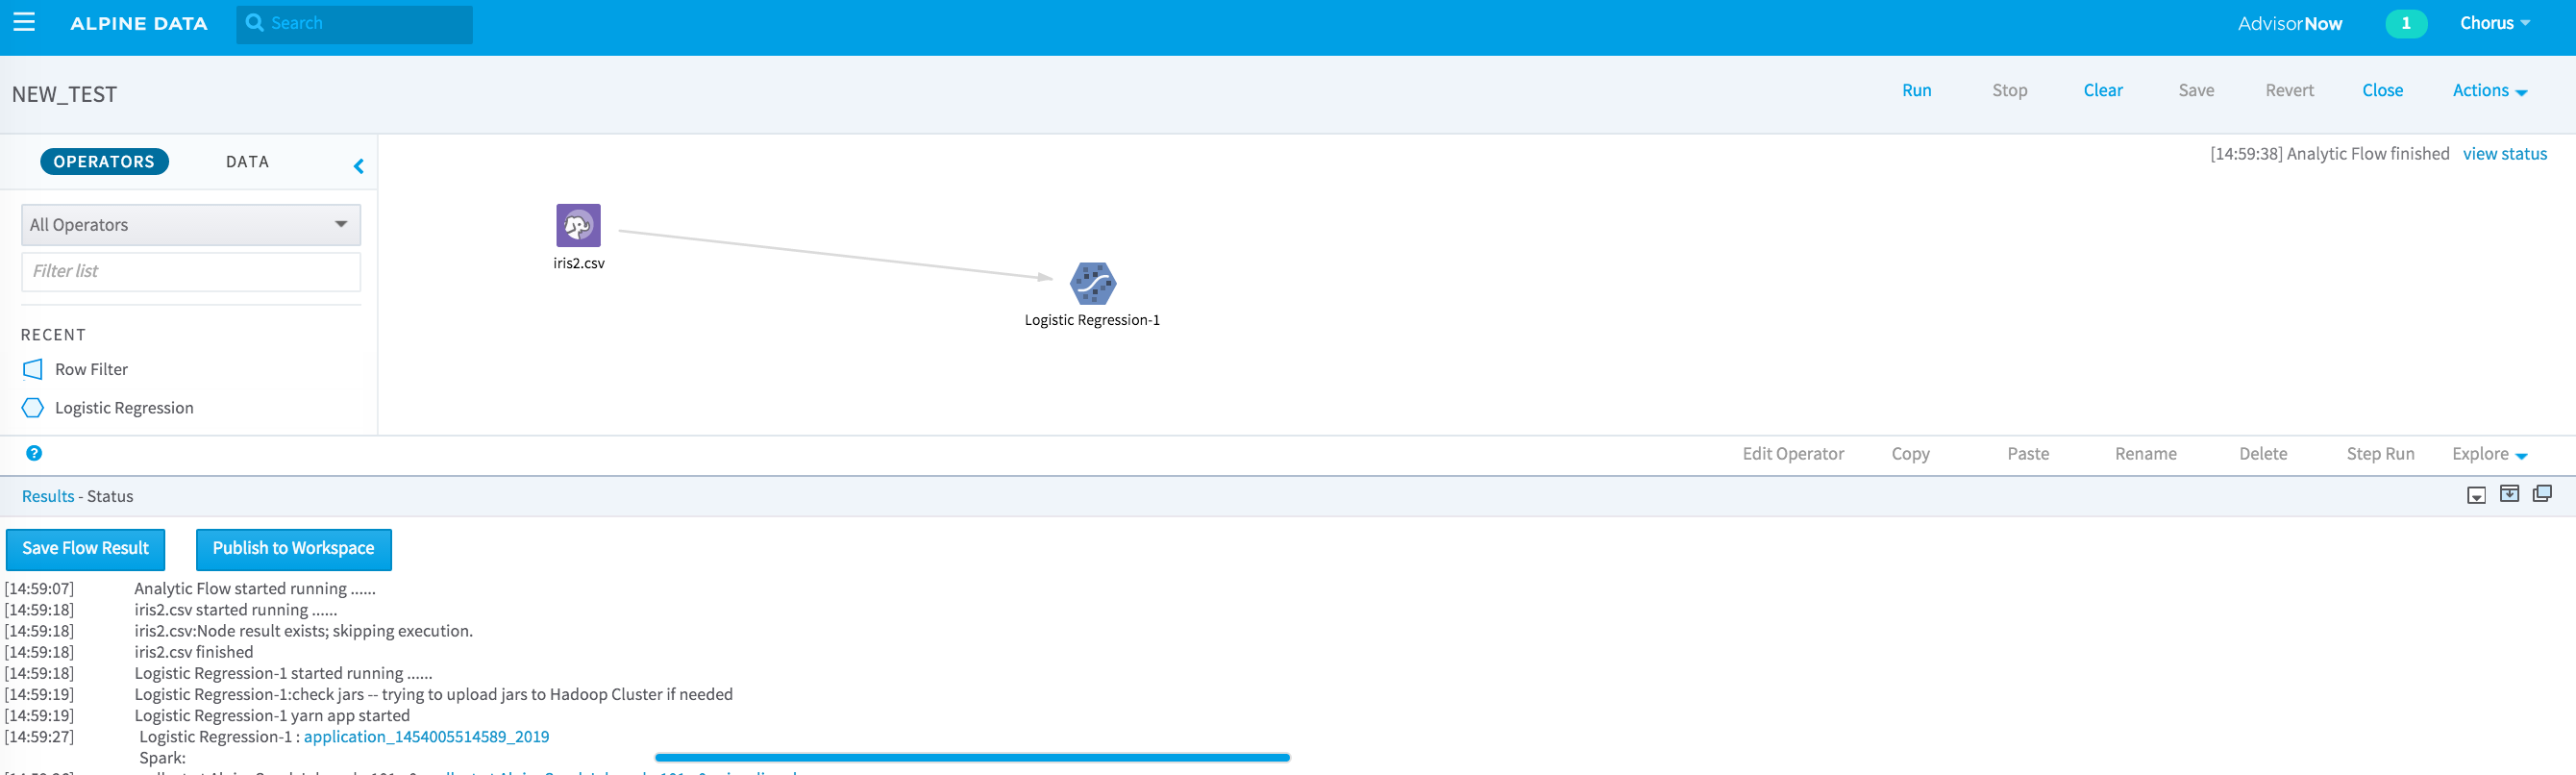 ALPINE DATA Search AdvisorNow 1 Chorus
NEW_TEST Run Stop Clear Save Revert Close Actions
OPERATORS DATA
[14:59:38] Analytic Flow finished view status
All Operators
Filter list
iris2.csv
Logistic Regression-1
RECENT
Row Filter
Logistic Regression
? Edit Operator Copy Paste Rename Delete Step Run Explore
Results - Status
Save Flow Result Publish to Workspace
[14:59:07] Analytic Flow started running ......
[14:59:18] iris2.csv started running ......
[14:59:18] iris2.csv:Node result exists; skipping execution.
[14:59:18] iris2.csv finished
[14:59:18] Logistic Regression-1 started running ......
[14:59:19] Logistic Regression-1:check jars -- trying to upload jars to Hadoop Cluster if needed
[14:59:19] Logistic Regression-1 yarn app started
[14:59:27] Logistic Regression-1 : application_1454005514589_2019
Spark: